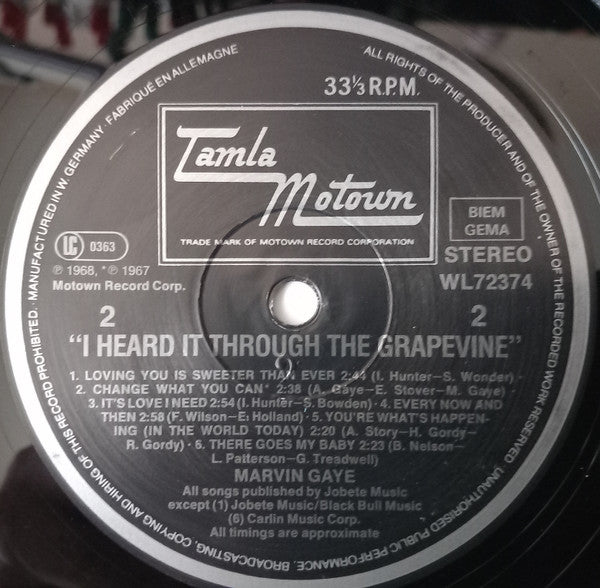 MANUFACTURED IN W. GERMANY · FABRIQUÉ EN ALLEMAGNE
ALL RIGHTS OF THE PRODUCER AND OF THE OWNER OF THE RECORDED WORK RESERVED.
UNAUTHORISED PUBLIC PERFORMANCE, BROADCASTING, COPYING AND HIRING OF THIS RECORD PROHIBITED.
33⅓ R.P.M.
Tamla
Motown
TRADE MARK OF MOTOWN RECORD CORPORATION
LC 0363
BIEM
GEMA
STEREO
WL72374
℗ 1968, *℗ 1967
Motown Record Corp.
2
2
"I HEARD IT THROUGH THE GRAPEVINE"
1. LOVING YOU IS SWEETER THAN EVER 2:44 (I. Hunter–S. Wonder)
2. CHANGE WHAT YOU CAN* 2:38 (A. Gaye–E. Stover–M. Gaye)
3. IT'S LOVE I NEED 2:54 (I. Hunter–S. Bowden) · 4. EVERY NOW AND
THEN 2:58 (F. Wilson–E. Holland) · 5. YOU'RE WHAT'S HAPPEN-
ING (IN THE WORLD TODAY) 2:20 (A. Story–H. Gordy–
R. Gordy) · 6. THERE GOES MY BABY 2:23 (B. Nelson–
L. Patterson–G. Treadwell)
MARVIN GAYE
All songs published by Jobete Music
except (1) Jobete Music/Black Bull Music
(6) Carlin Music Corp.
All timings are approximate